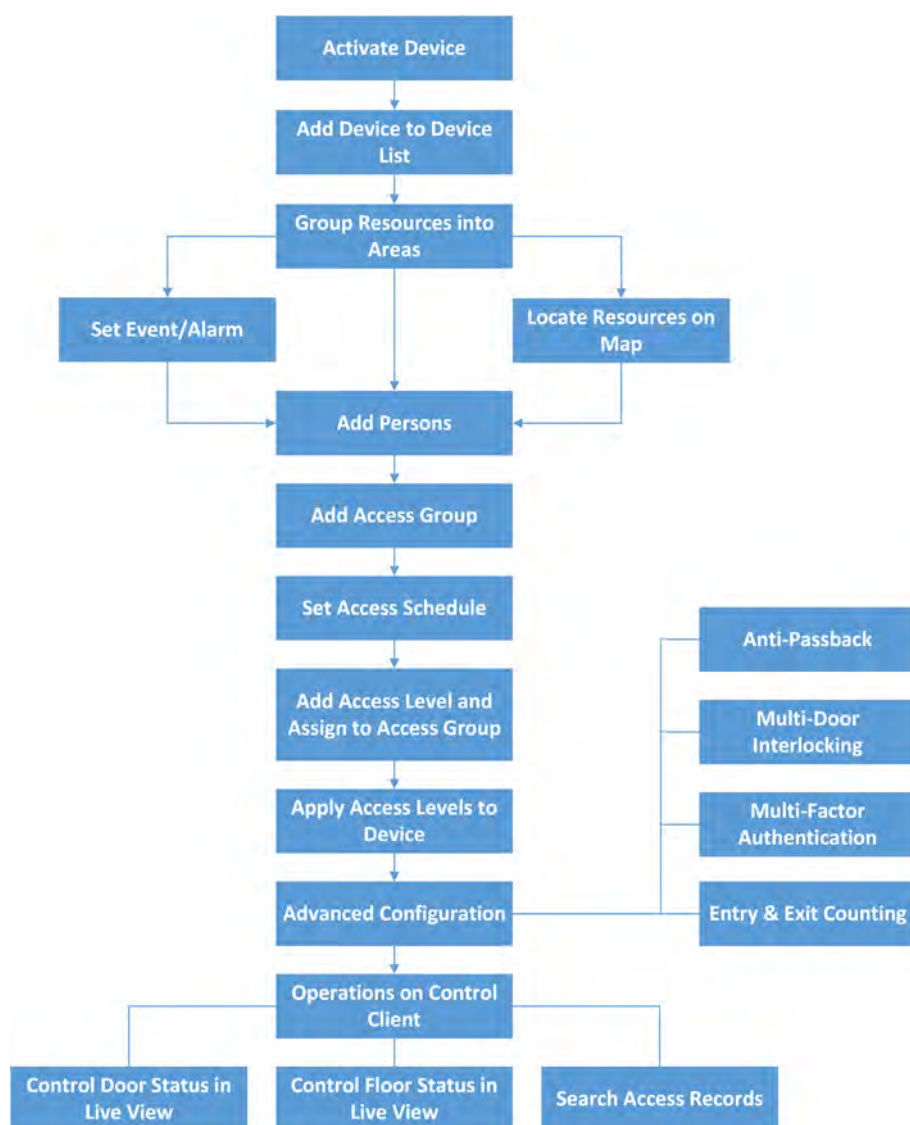 Activate Device
Add Device to Device
List
Group Resources into
Areas
Set Event/Alarm
Locate Resources on
Map
Add Persons
Add Access Group
Set Access Schedule
Anti-Passback
Add Access Level and
Assign to Access Group
Multi-Door
Interlocking
Apply Access Levels to
Device
Multi-Factor
Authentication
Advanced Configuration
Entry & Exit Counting
Operations on Control
Client
Control Door Status in
Live View
Control Floor Status in
Live View
Search Access Records